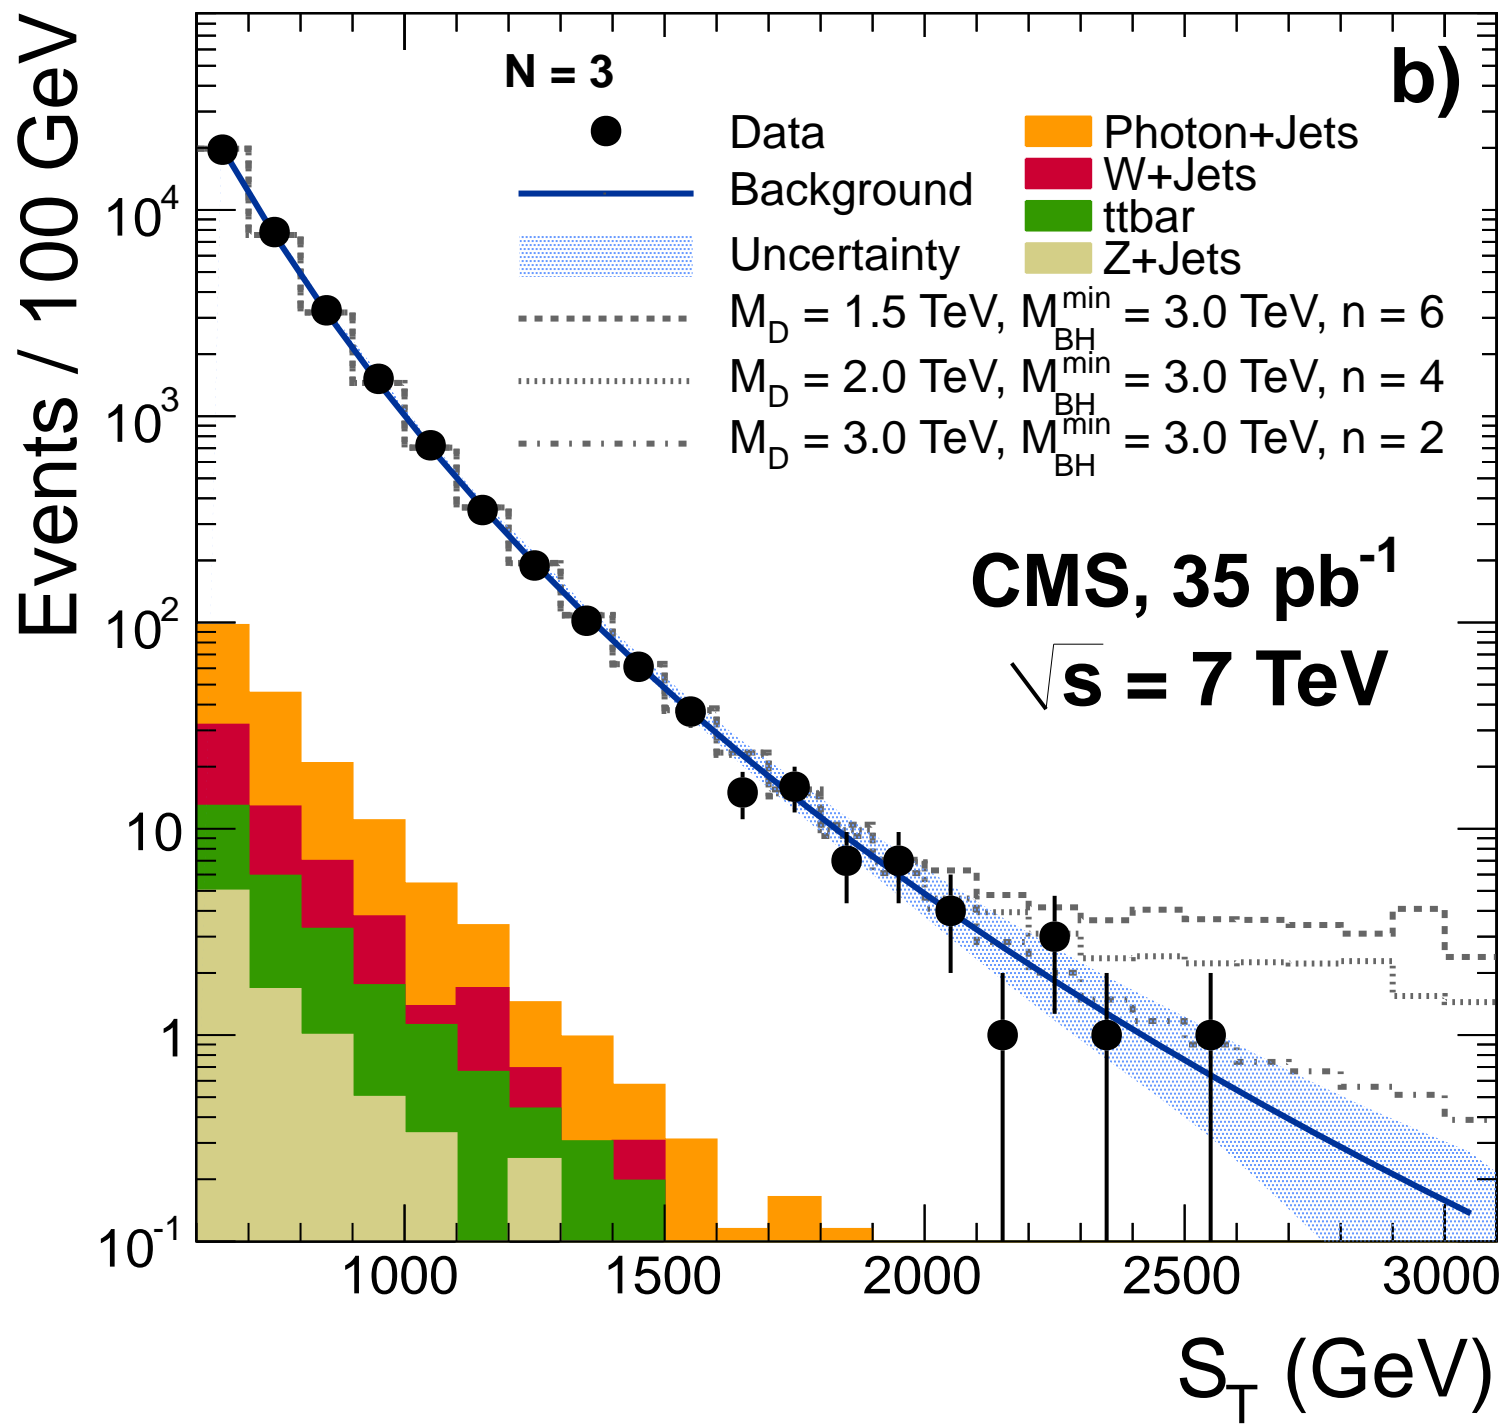 b)
N = 3
Data
Background
Uncertainty
Photon+Jets
W+Jets
ttbar
Z+Jets
M_D = 1.5 TeV, M_BH^min = 3.0 TeV, n = 6
M_D = 2.0 TeV, M_BH^min = 3.0 TeV, n = 4
M_D = 3.0 TeV, M_BH^min = 3.0 TeV, n = 2
CMS, 35 pb^-1
√s = 7 TeV
Events / 100 GeV
10^4
10^3
10^2
10
1
10^-1
1000 1500 2000 2500 3000
S_T (GeV)